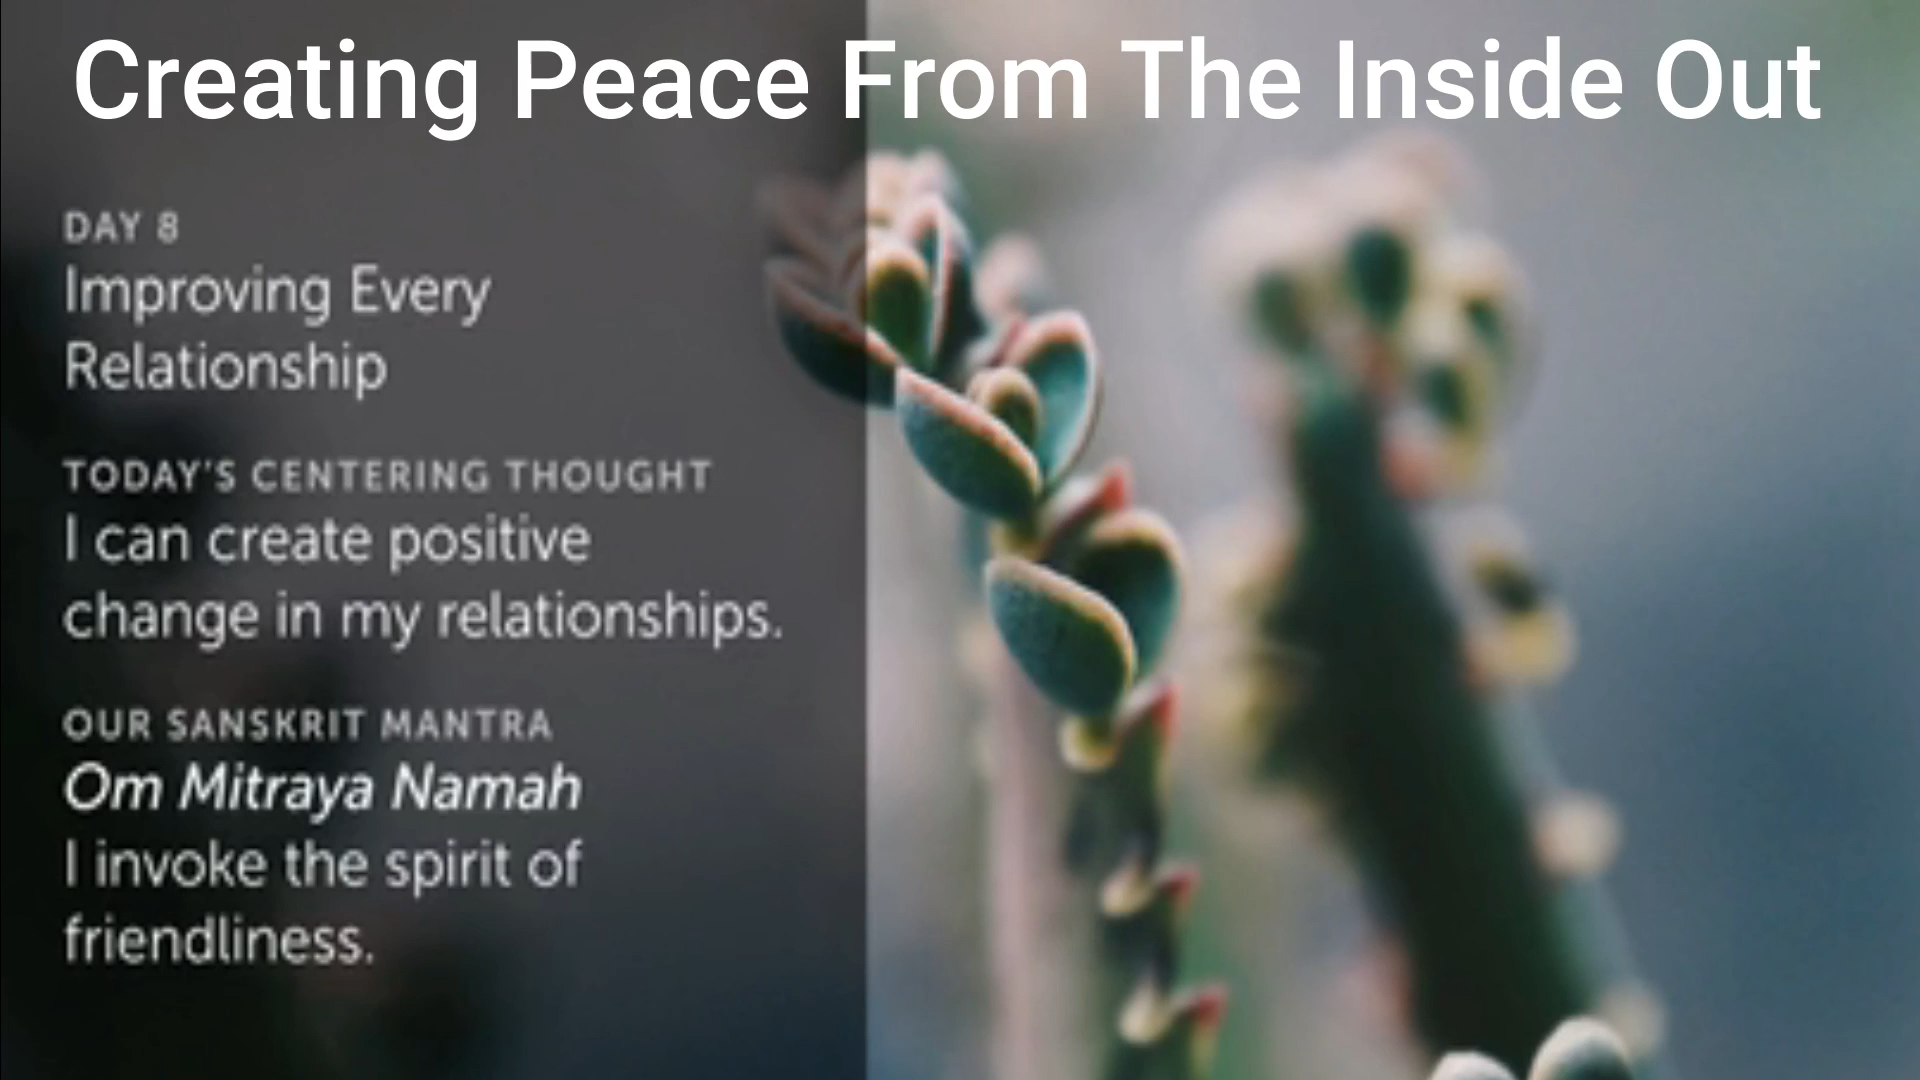 Creating Peace From The Inside Out
DAY 8
Improving Every
Relationship
TODAY'S CENTERING THOUGHT
I can create positive
change in my relationships.
OUR SANSKRIT MANTRA
Om Mitraya Namah
I invoke the spirit of
friendliness.